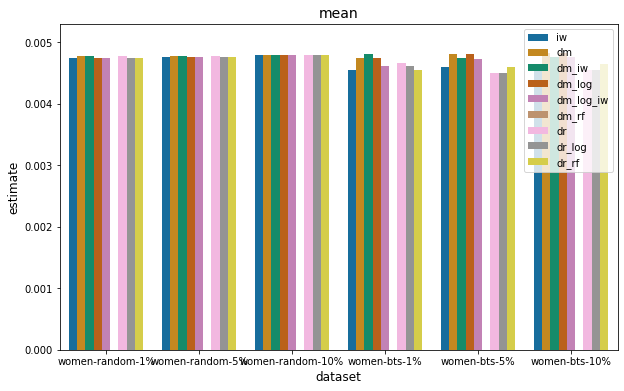 mean
estimate
0.005
0.004
0.003
0.002
0.001
0.000
iw
dm
dm_iw
dm_log
dm_log_iw
dm_rf
dr
dr_log
dr_rf
women-random-1%
women-random-5%
women-random-10%
women-bts-1%
women-bts-5%
women-bts-10%
dataset